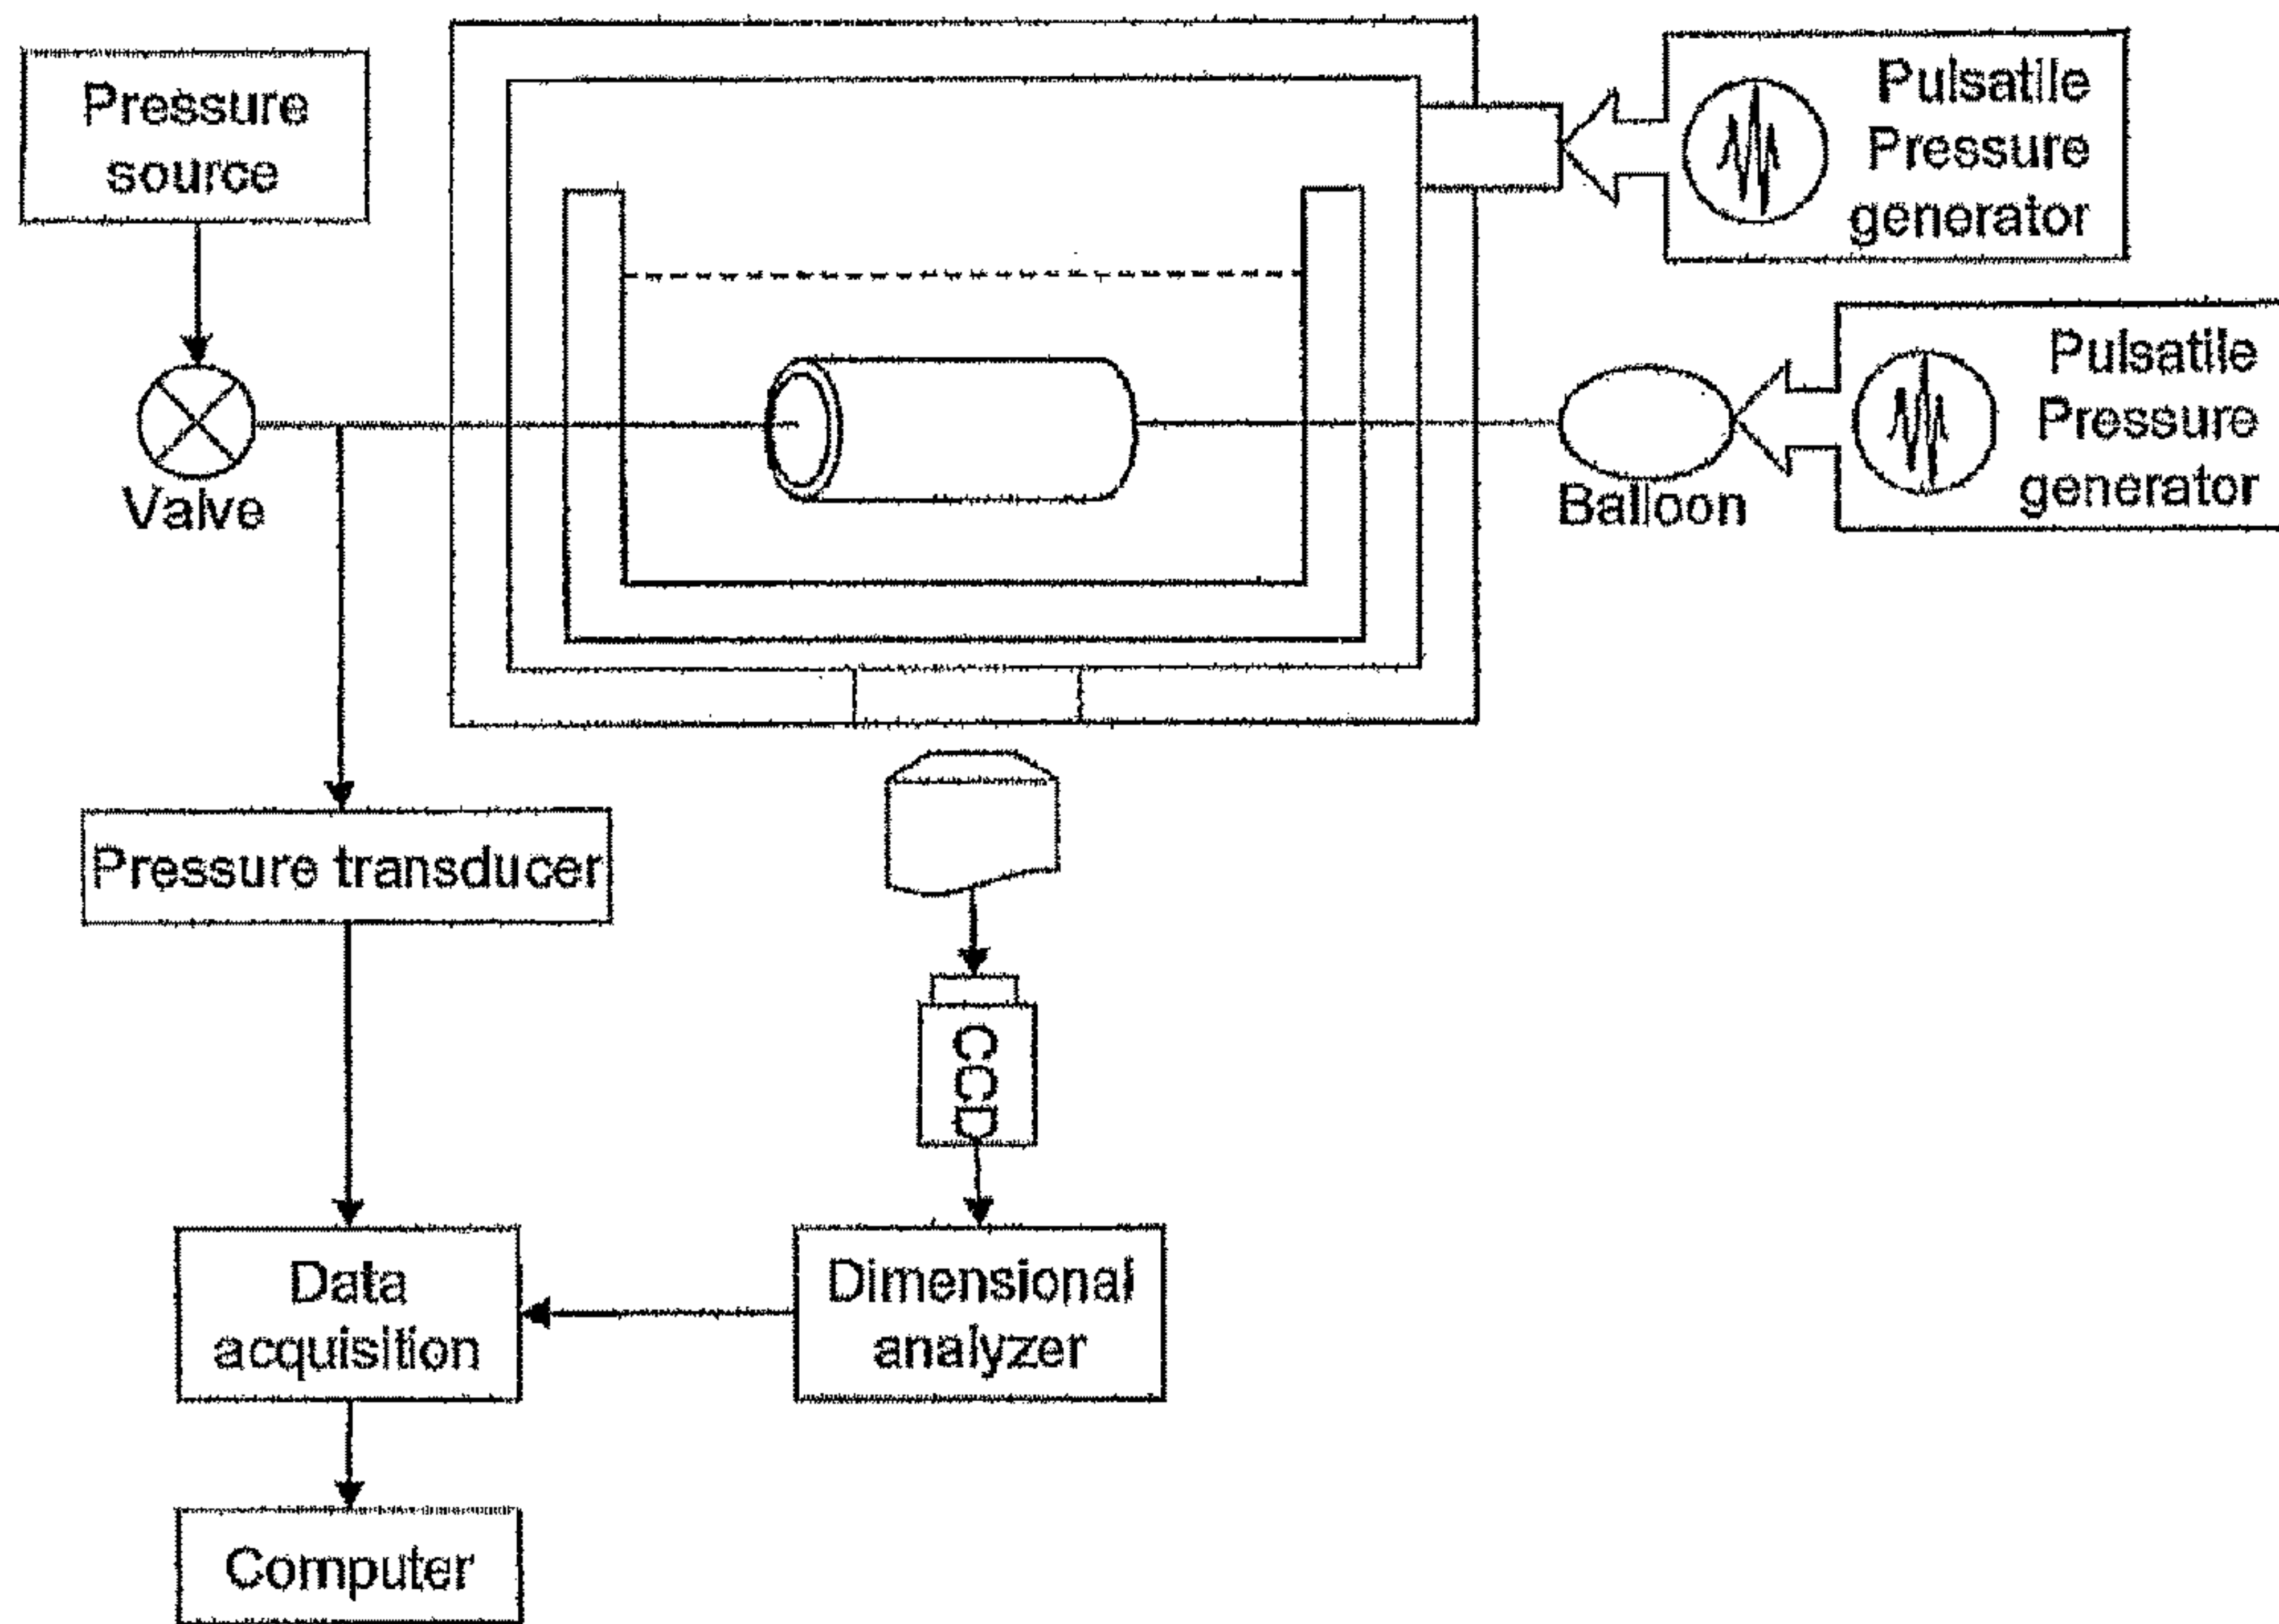 Pressure
source
Pulsatile
Pressure
generator
Pulsatile
Pressure
generator
Valve
Balloon
Pressure transducer
CCD
Data
acquisition
Dimensional
analyzer
Computer